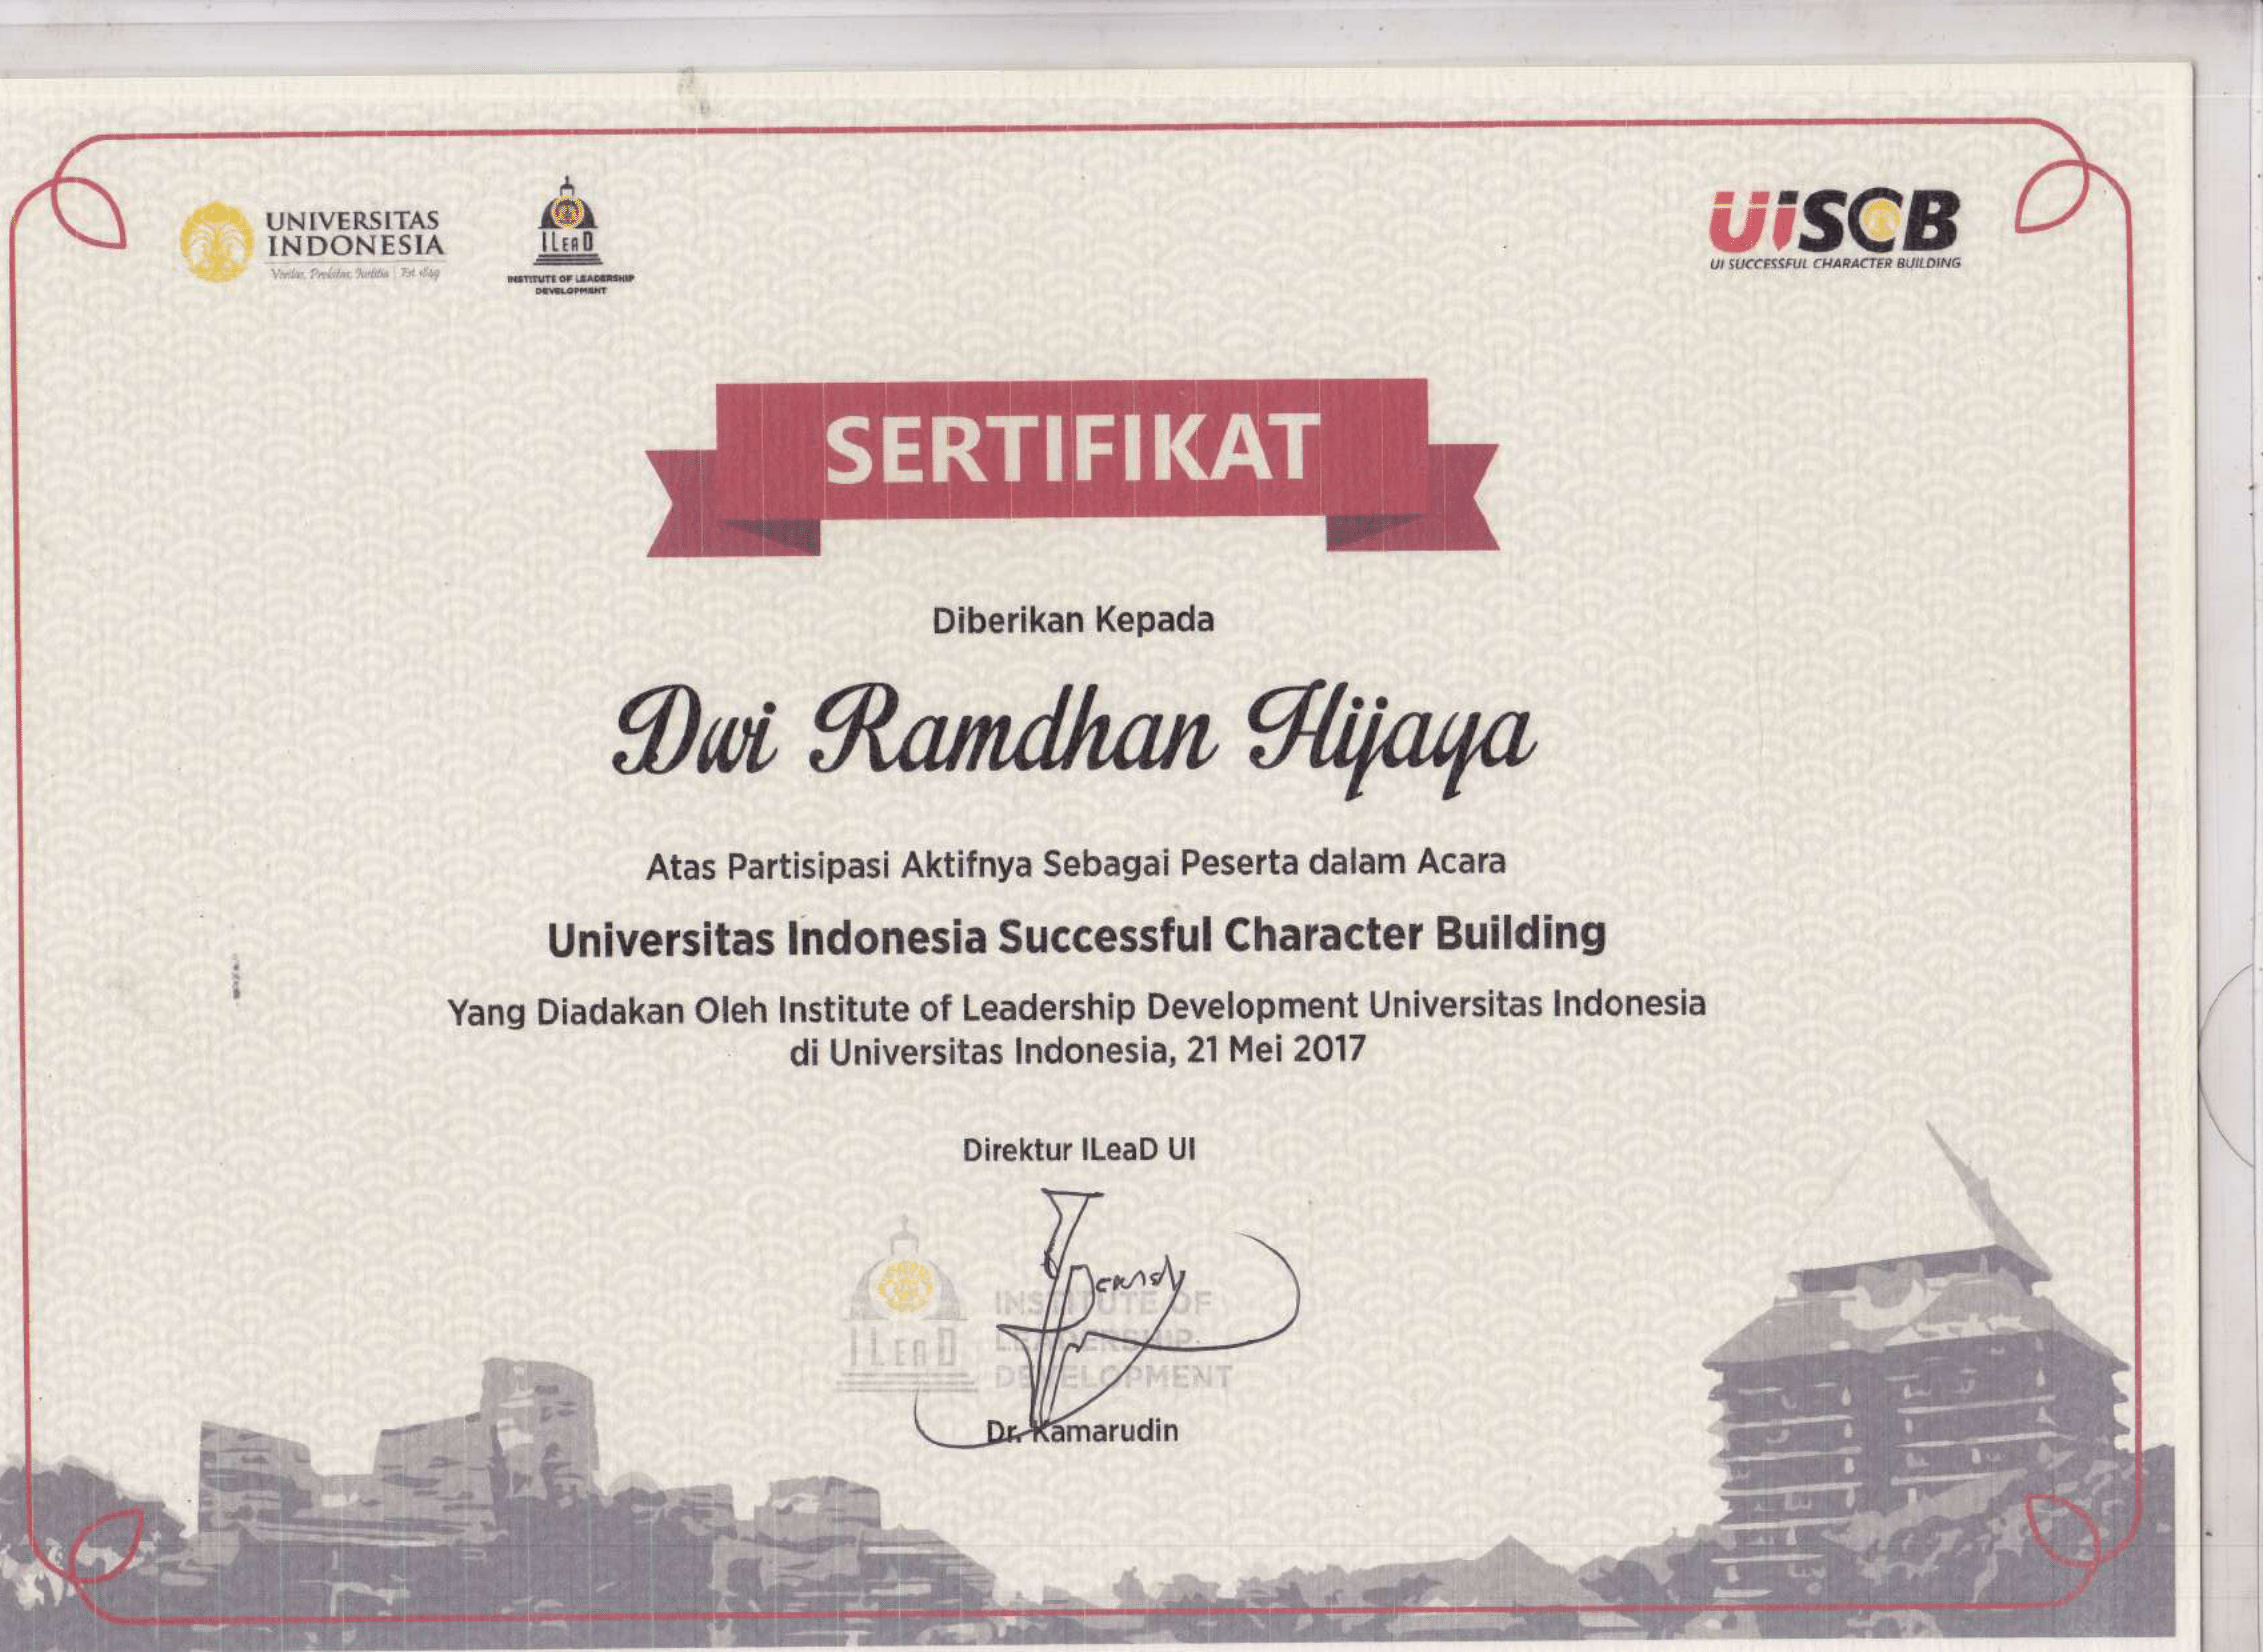 UNIVERSITAS
INDONESIA
Veritas, Probitas, Iustitia | Est. 1849
ILEAD
INSTITUTE OF LEADERSHIP
DEVELOPMENT
UiSCB
UI SUCCESSFUL CHARACTER BUILDING
SERTIFIKAT
Diberikan Kepada
Dwi Ramdhan Hijaya
Atas Partisipasi Aktifnya Sebagai Peserta dalam Acara
Universitas Indonesia Successful Character Building
Yang Diadakan Oleh Institute of Leadership Development Universitas Indonesia
di Universitas Indonesia, 21 Mei 2017
Direktur ILeaD UI
ILEAD
INSTITUTE OF
LEADERSHIP
DEVELOPMENT
Dr. Kamarudin